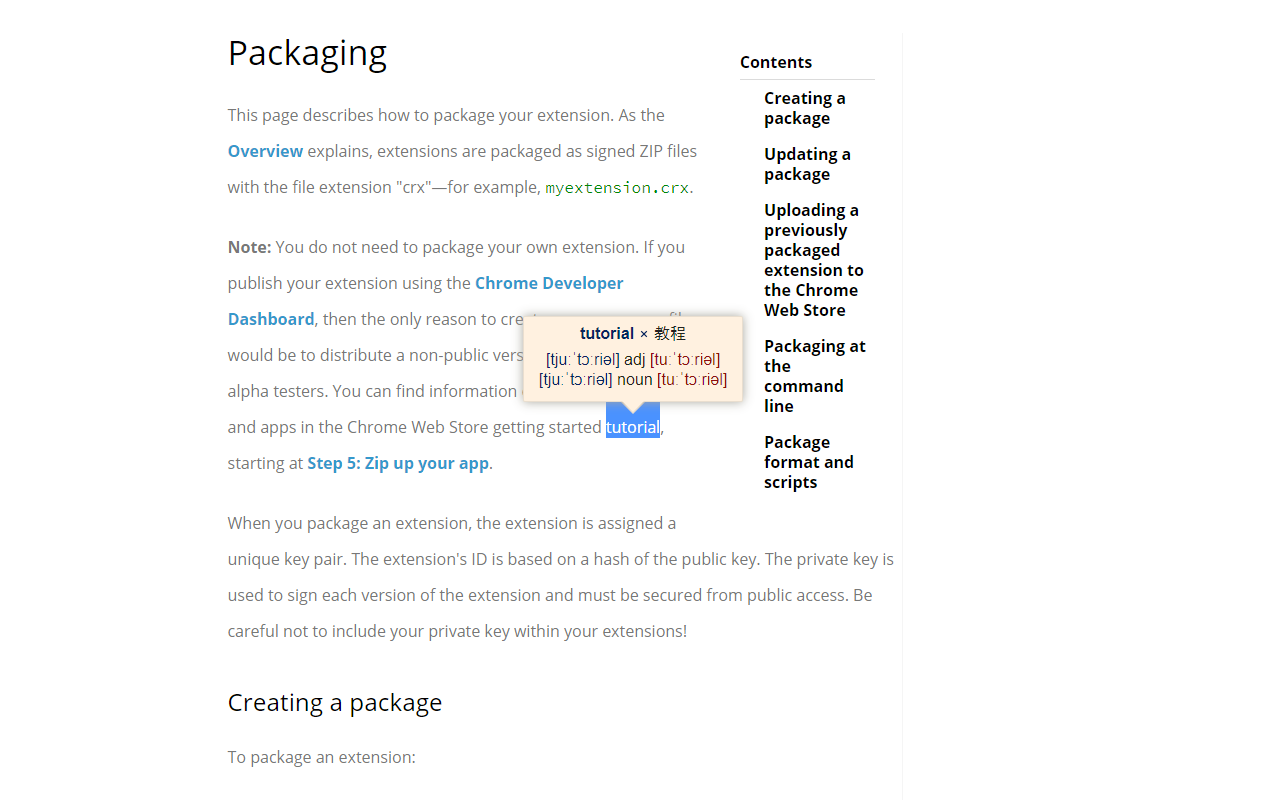 Packaging
This page describes how to package your extension. As the
Overview explains, extensions are packaged as signed ZIP files
with the file extension "crx"—for example, myextension.crx.
Note: You do not need to package your own extension. If you
publish your extension using the Chrome Developer
Dashboard, then the only reason to
would be to distribute a non-public
alpha testers. You can find information
and apps in the Chrome Web Store getting started tutorial,
starting at Step 5: Zip up your app.
tutorial × 教程
[tjuːˈtɔːriəl] adj [tuːˈtɔːriəl]
[tjuːˈtɔːriəl] noun [tuːˈtɔːriəl]
When you package an extension, the extension is assigned a
unique key pair. The extension's ID is based on a hash of the public key. The private key is
used to sign each version of the extension and must be secured from public access. Be
careful not to include your private key within your extensions!
Creating a package
To package an extension:
Contents
Creating a
package
Updating a
package
Uploading a
previously
packaged
extension to
the Chrome
Web Store
Packaging at
the
command
line
Package
format and
scripts